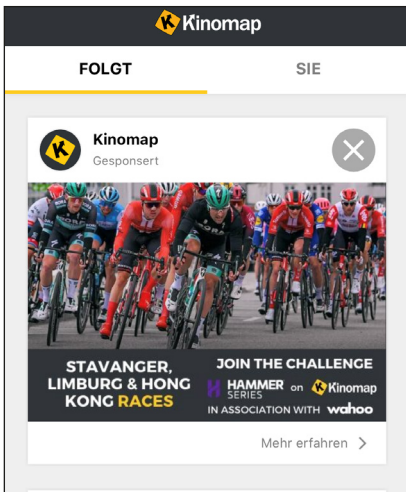 Kinomap
FOLGT
SIE
Kinomap
Gesponsert
STAVANGER,
LIMBURG & HONG
KONG RACES
JOIN THE CHALLENGE
HAMMER SERIES on Kinomap
IN ASSOCIATION WITH wahoo
Mehr erfahren